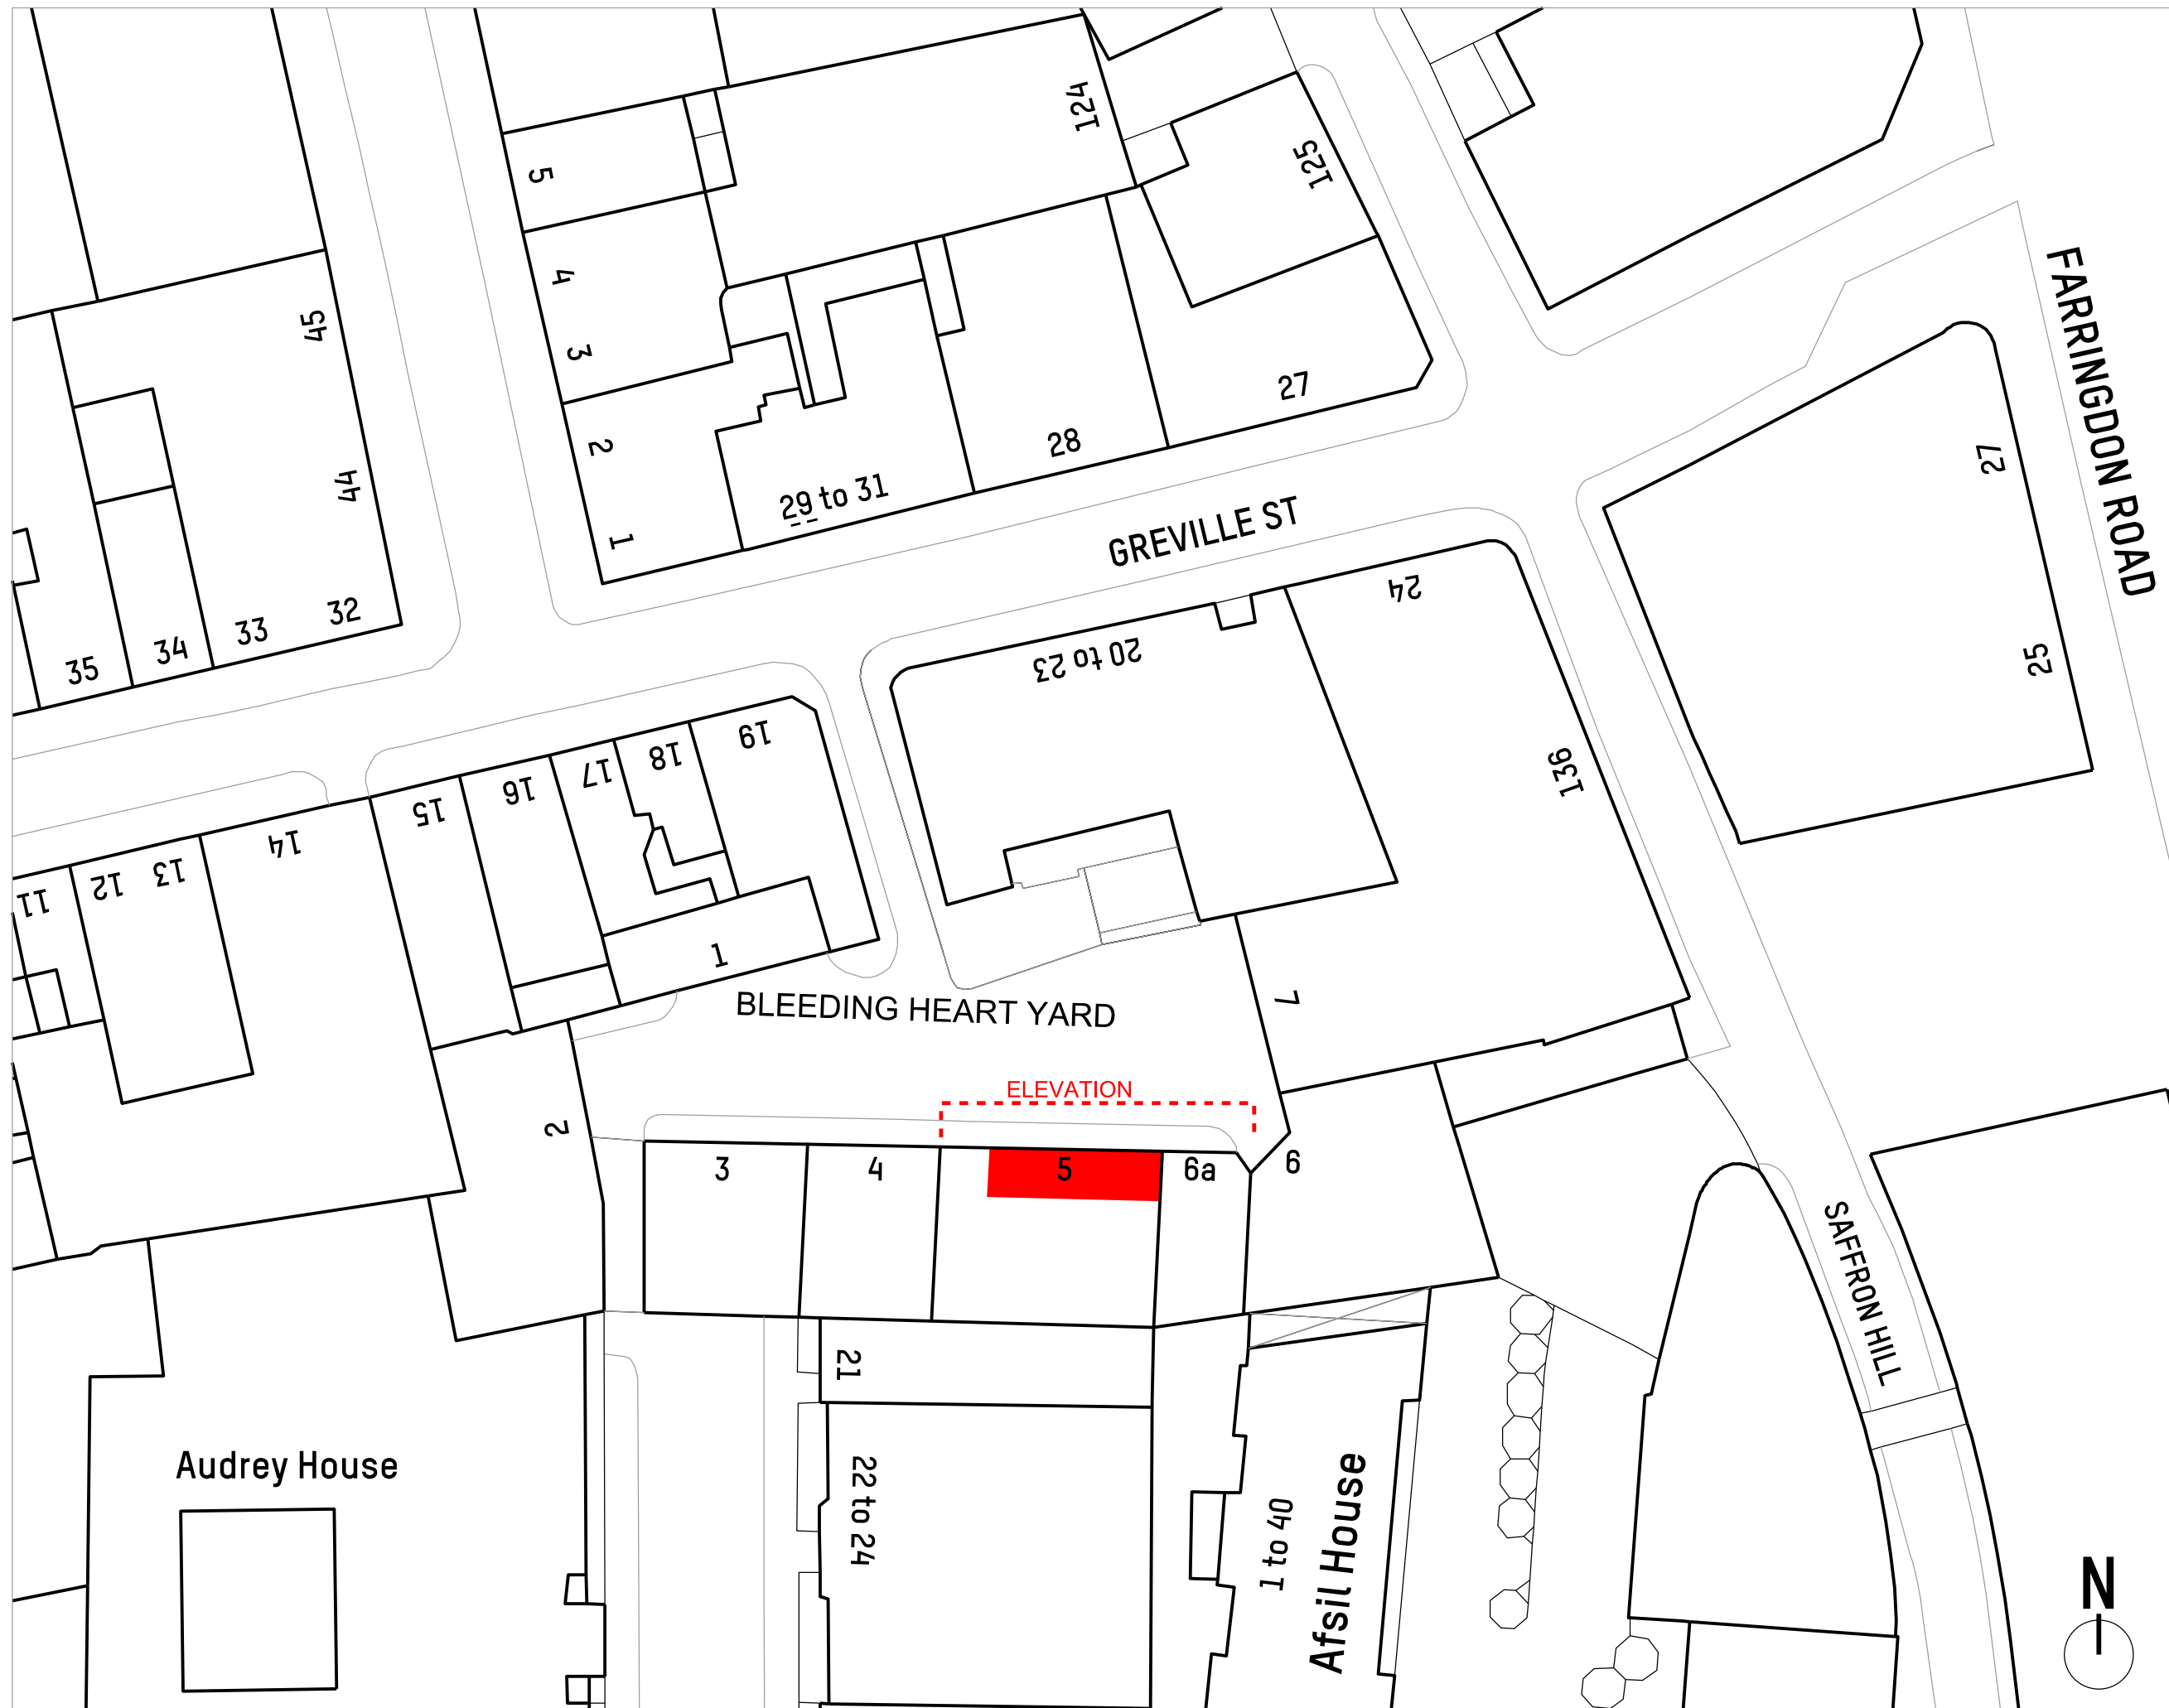 124
125
5
4
3
2
1
45
44
FARRINGDON ROAD
27
28
29 to 31
GREVILLE ST
27
25
32
33
34
35
24
20 to 23
136
19
18
17
16
15
14
13
12
11
1
BLEEDING HEART YARD
7
ELEVATION
2
3
4
5
6a
6
SAFFRON HILL
21
22 to 24
Audrey House
1 to 40
Afsil House
N